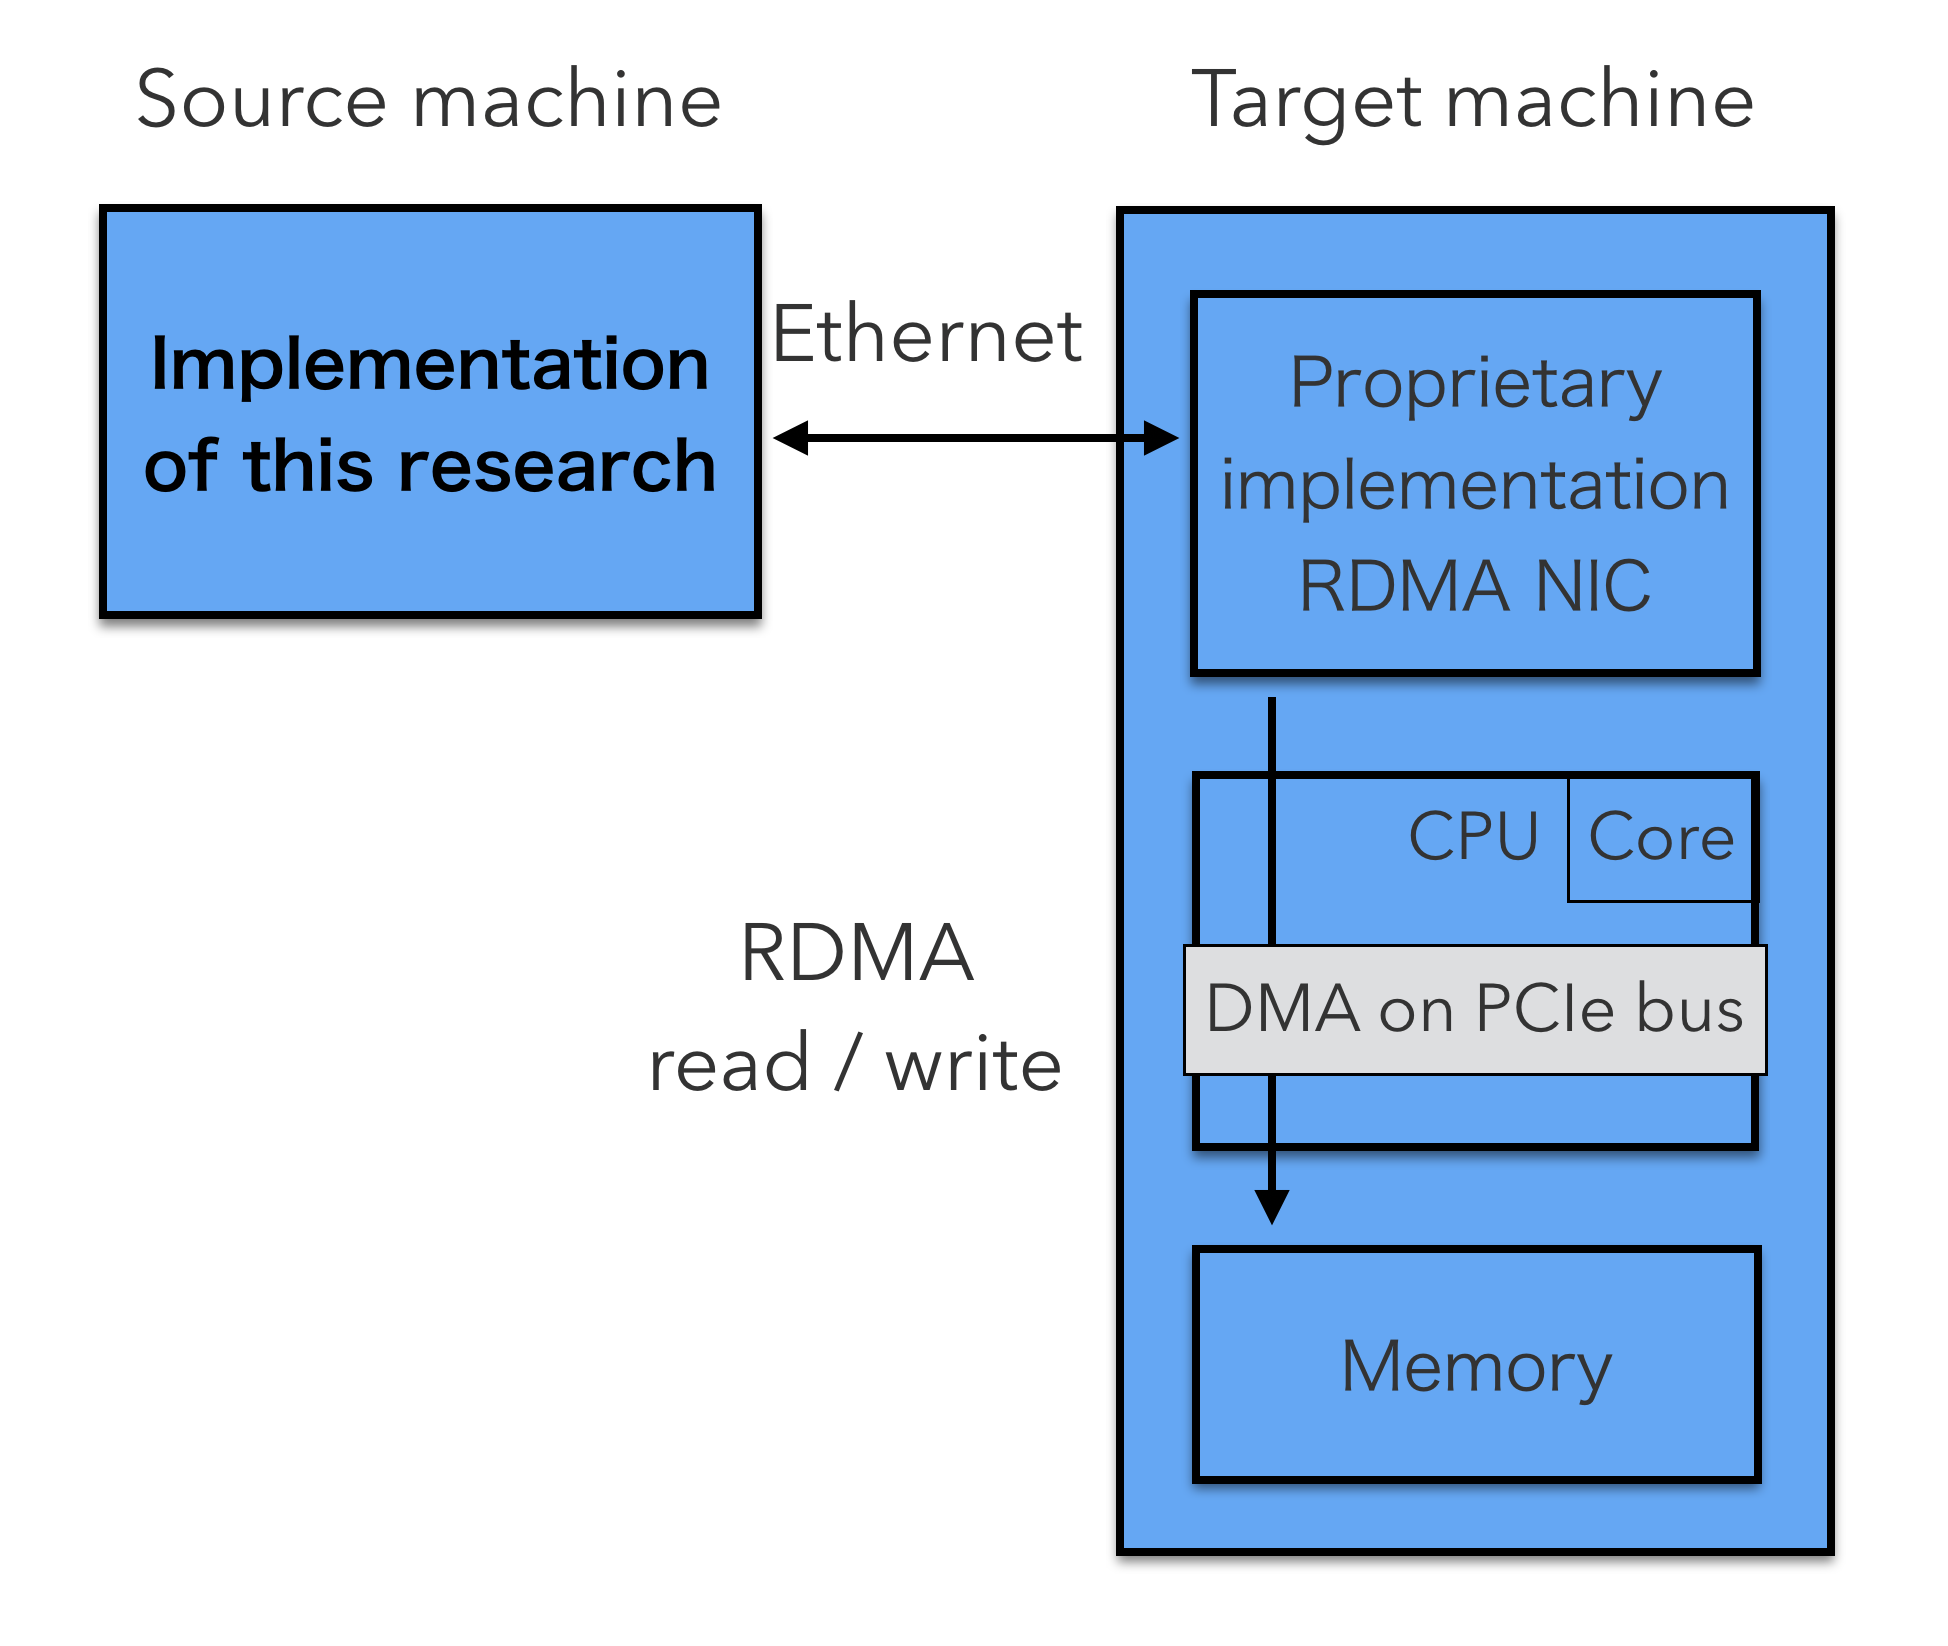 Source machine
Target machine
Implementation
of this research
Ethernet
Proprietary
implementation
RDMA NIC
CPU
Core
RDMA
read / write
DMA on PCIe bus
Memory